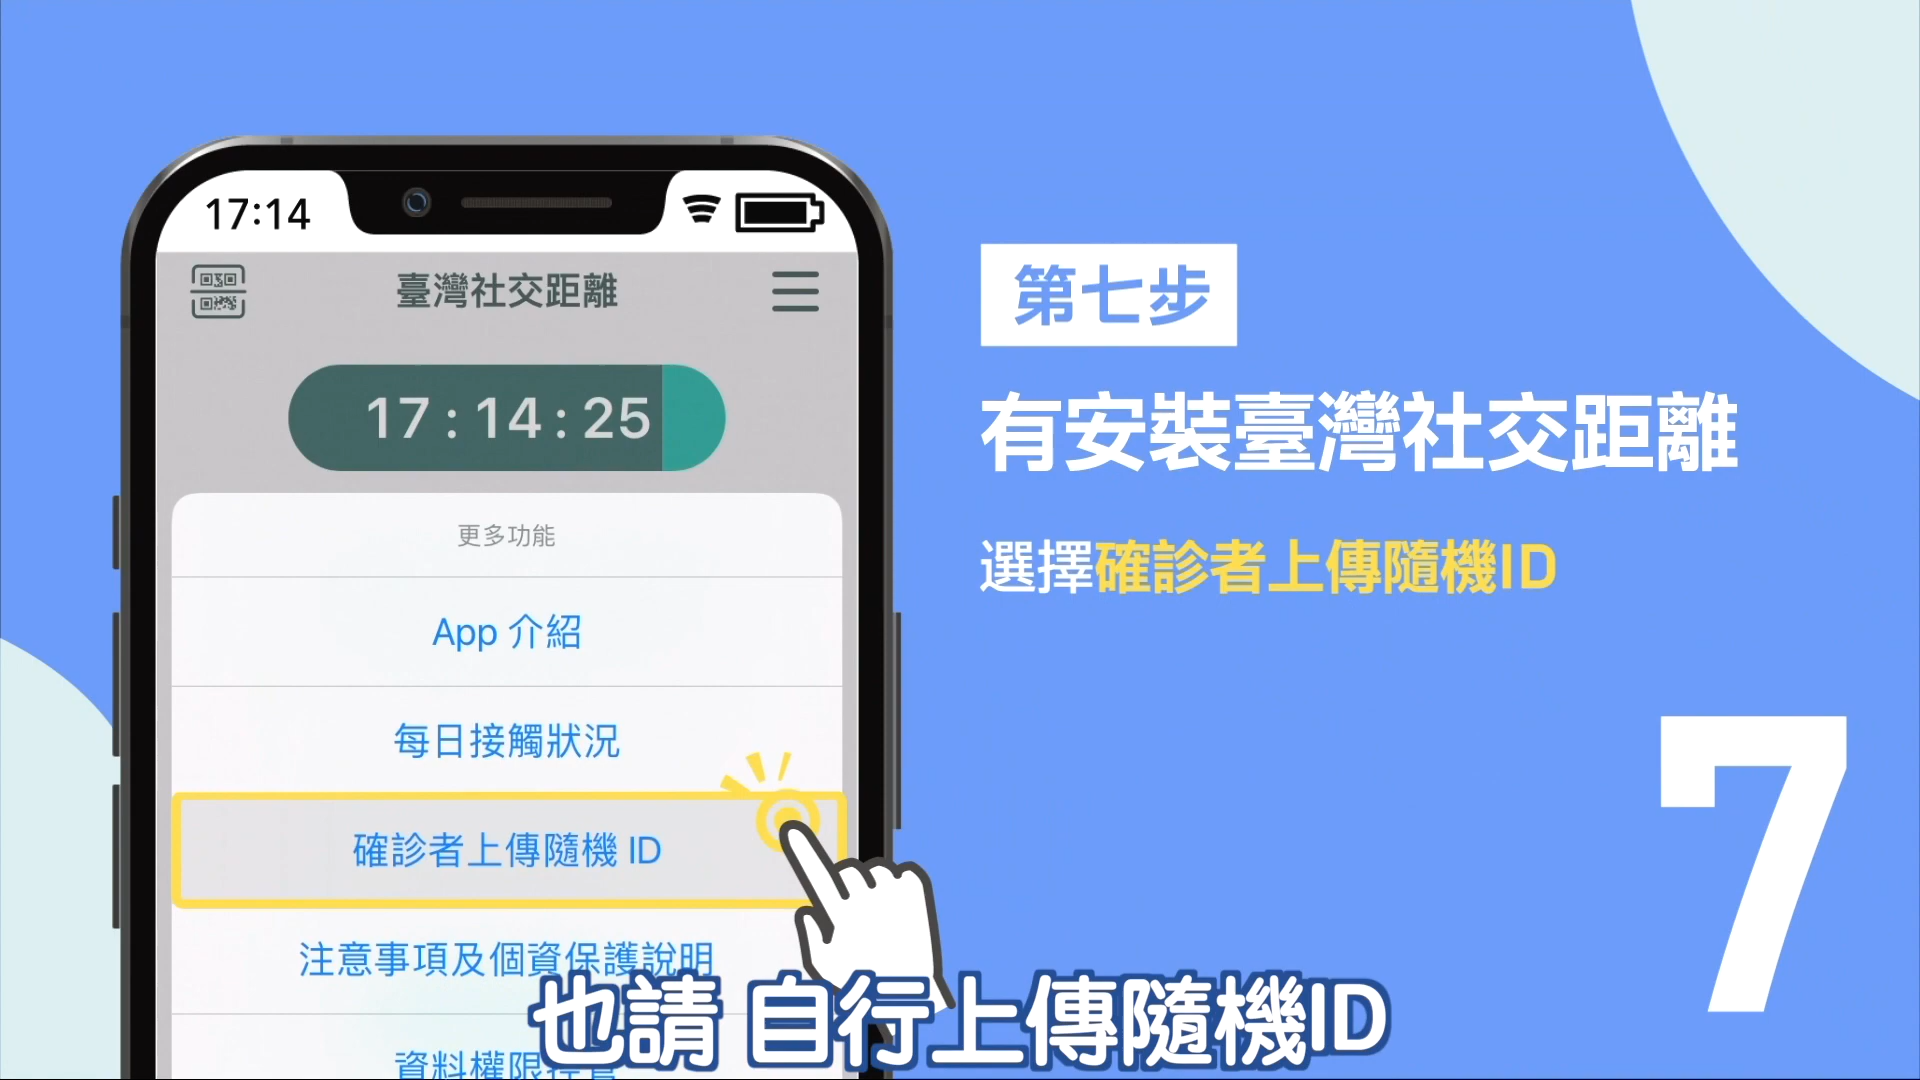 17:14
臺灣社交距離
17:14:25
更多功能
App 介紹
每日接觸狀況
確診者上傳隨機 ID
注意事項及個資保護說明
第七步
有安裝臺灣社交距離
選擇確診者上傳隨機ID
7
資料權限
也請 自行上傳隨機ID